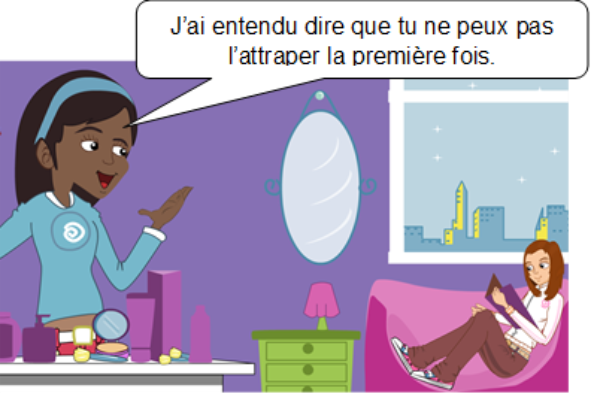 J'ai entendu dire que tu ne peux pas
l'attraper la première fois.